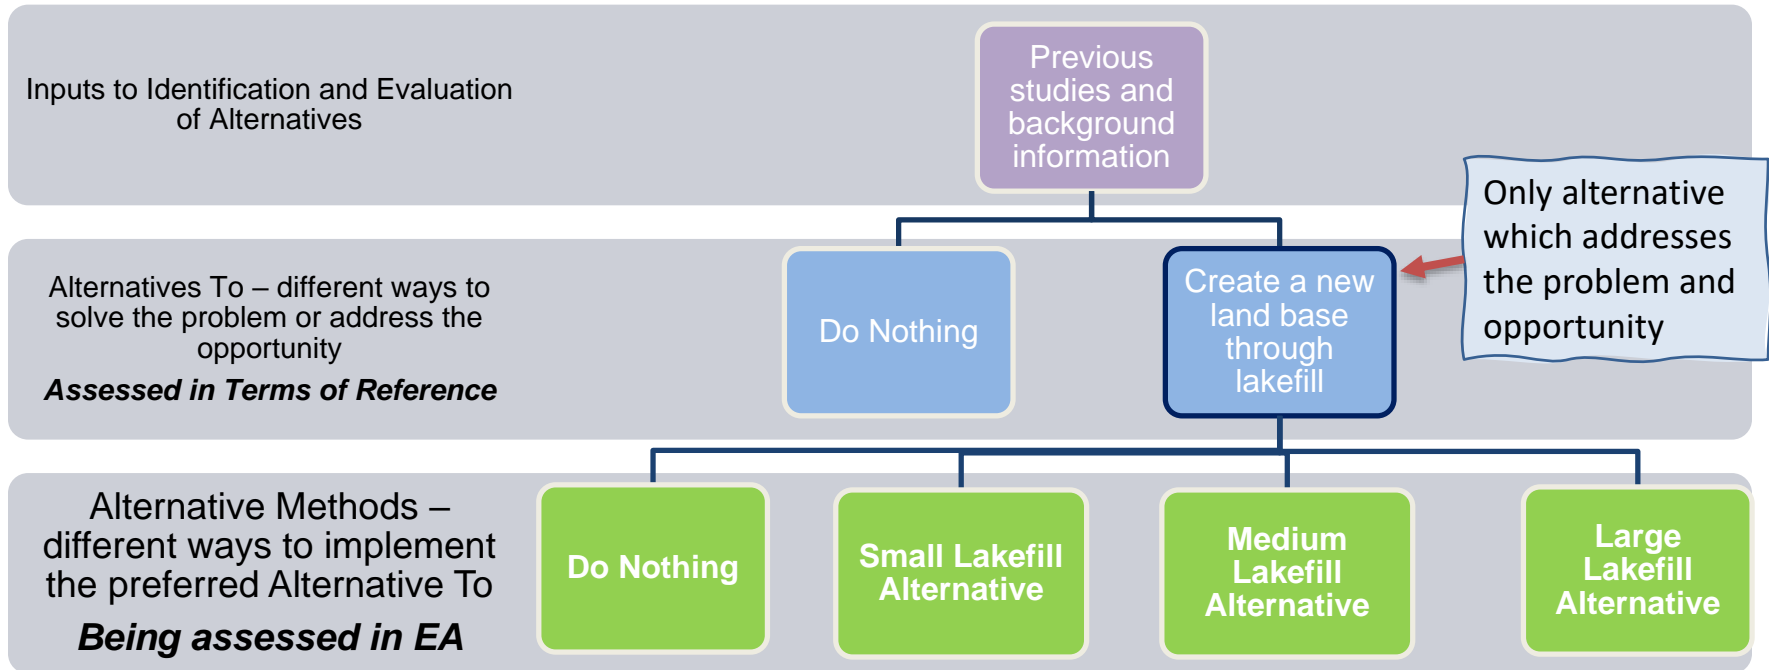 Inputs to Identification and Evaluation
of Alternatives
Previous
studies and
background
information
Only alternative
which addresses
the problem and
opportunity
Alternatives To – different ways to
solve the problem or address the
opportunity
Assessed in Terms of Reference
Do Nothing
Create a new
land base
through
lakefill
Alternative Methods –
different ways to implement
the preferred Alternative To
Being assessed in EA
Do Nothing
Small Lakefill
Alternative
Medium
Lakefill
Alternative
Large
Lakefill
Alternative